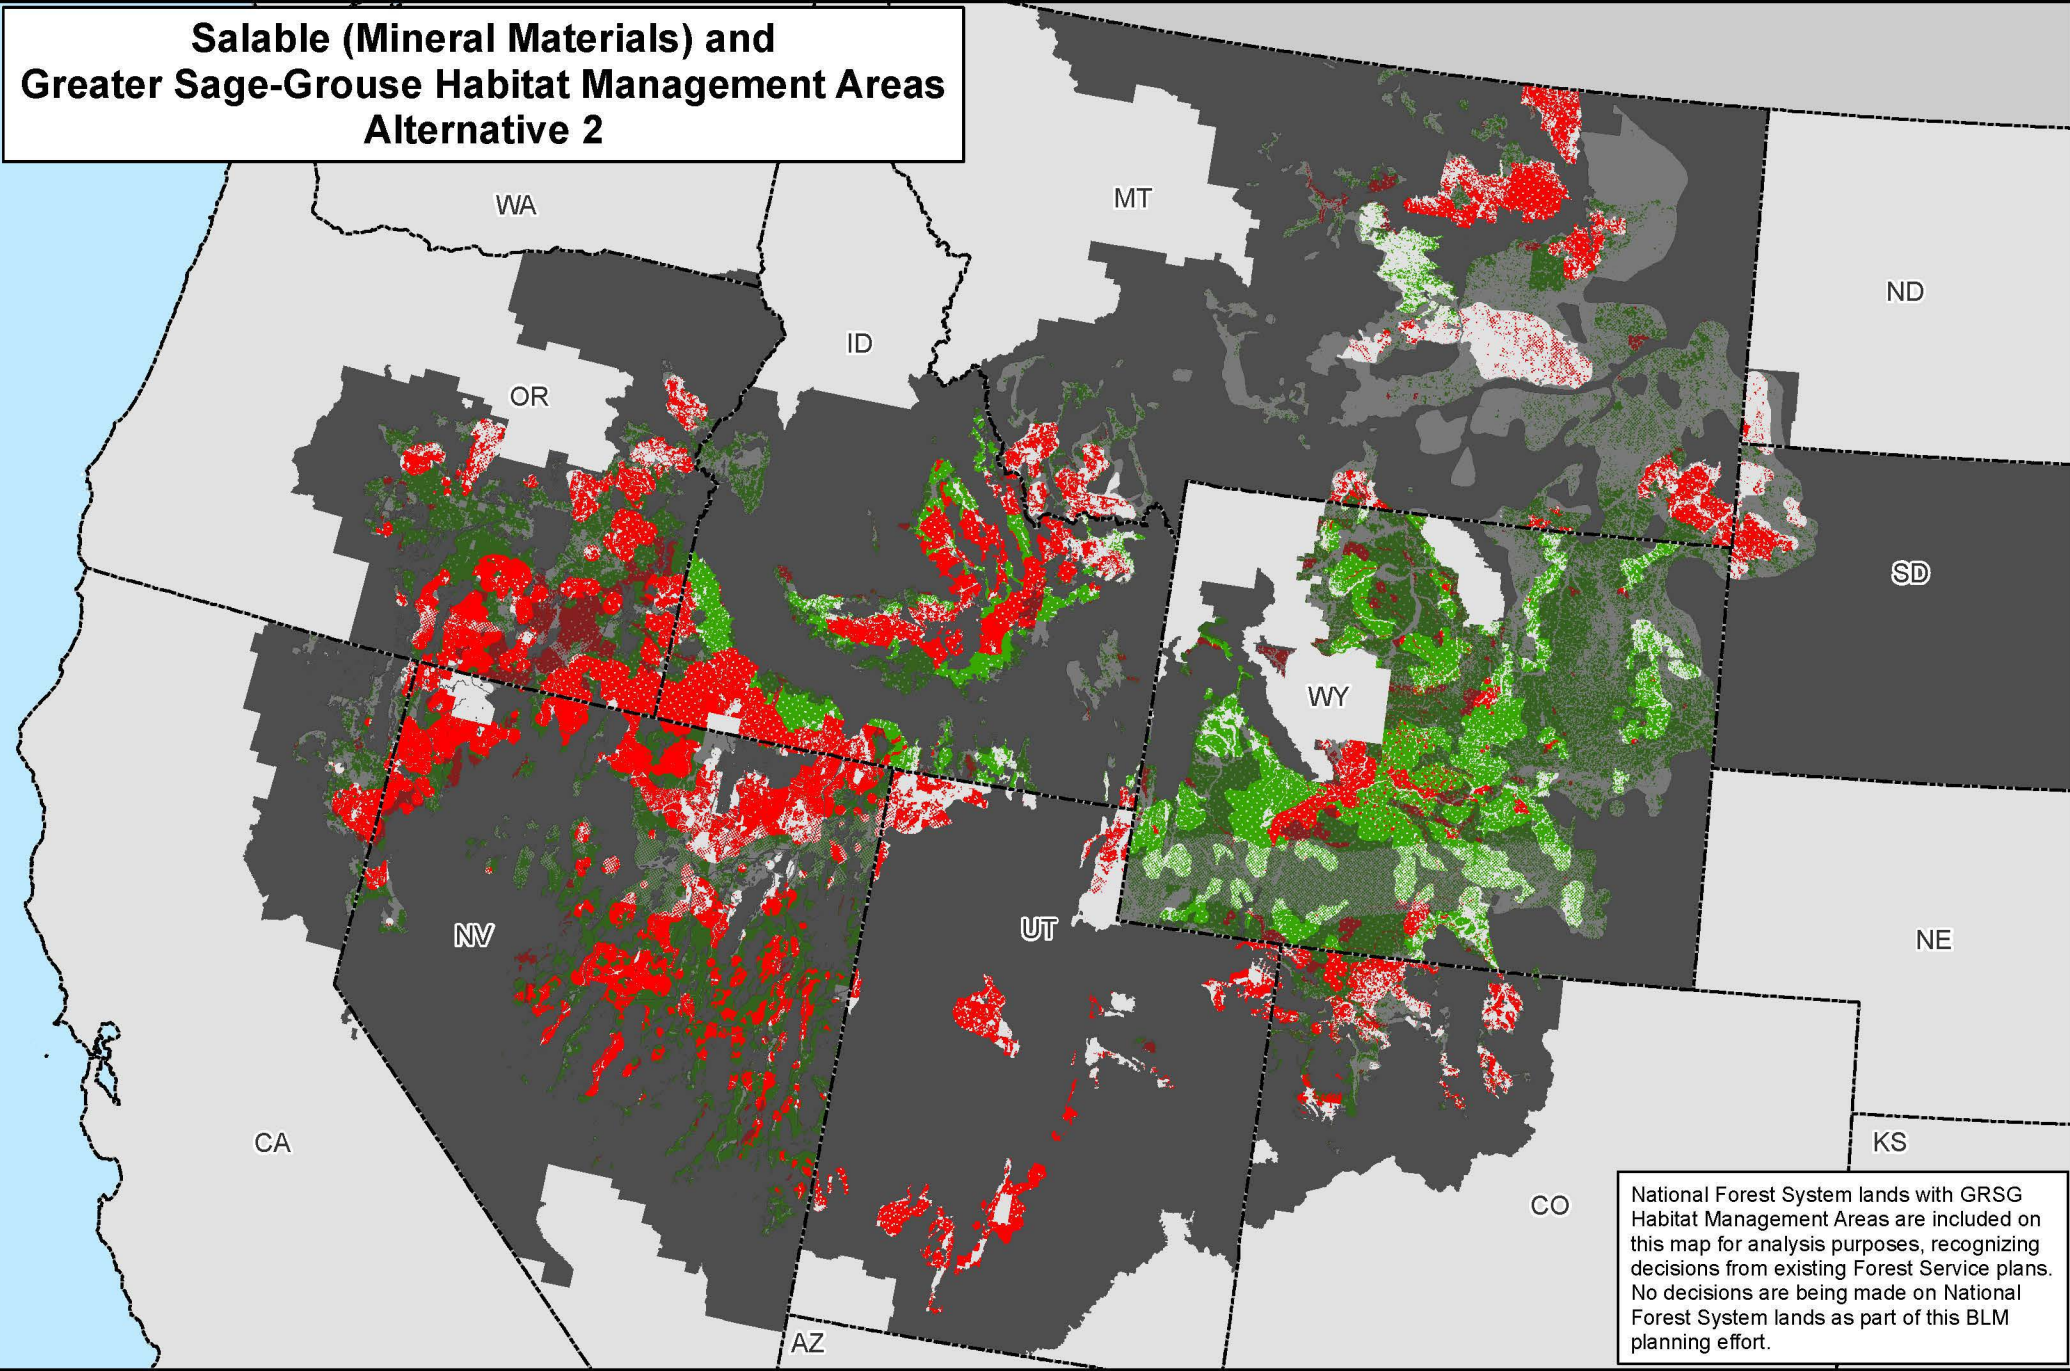 Salable (Mineral Materials) and
Greater Sage-Grouse Habitat Management Areas
Alternative 2
WA
MT
ND
ID
OR
SD
WY
NV
UT
NE
CA
KS
CO
AZ
National Forest System lands with GRSG
Habitat Management Areas are included on
this map for analysis purposes, recognizing
decisions from existing Forest Service plans.
No decisions are being made on National
Forest System lands as part of this BLM
planning effort.